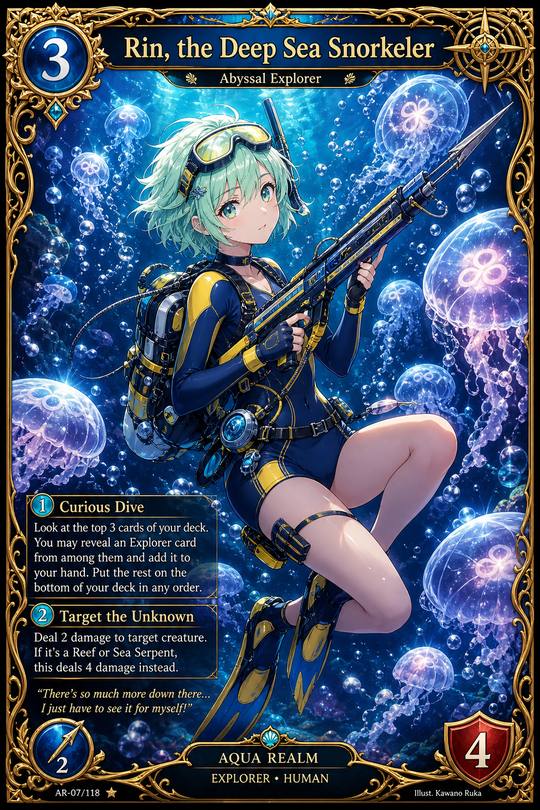 3
Rin, the Deep Sea Snorkeler
Abyssal Explorer
1 Curious Dive
Look at the top 3 cards of your deck.
You may reveal an Explorer card
from among them and add it to
your hand. Put the rest on the
bottom of your deck in any order.
2 Target the Unknown
Deal 2 damage to target creature.
If it's a Reef or Sea Serpent,
this deals 4 damage instead.
“There's so much more down there...
I just have to see it for myself!”
2
AQUA REALM
EXPLORER • HUMAN
4
AR-07/118 ★
Illust. Kawano Ruka